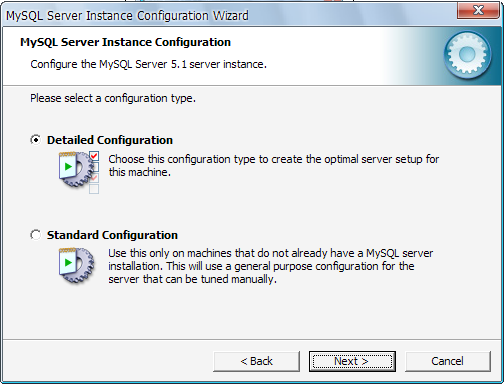 MySQL Server Instance Configuration Wizard
MySQL Server Instance Configuration
Configure the MySQL Server 5.1 server instance.
Please select a configuration type.
Detailed Configuration
Choose this configuration type to create the optimal server setup for
this machine.
Standard Configuration
Use this only on machines that do not already have a MySQL server
installation. This will use a general purpose configuration for the
server that can be tuned manually.
< Back
Next >
Cancel